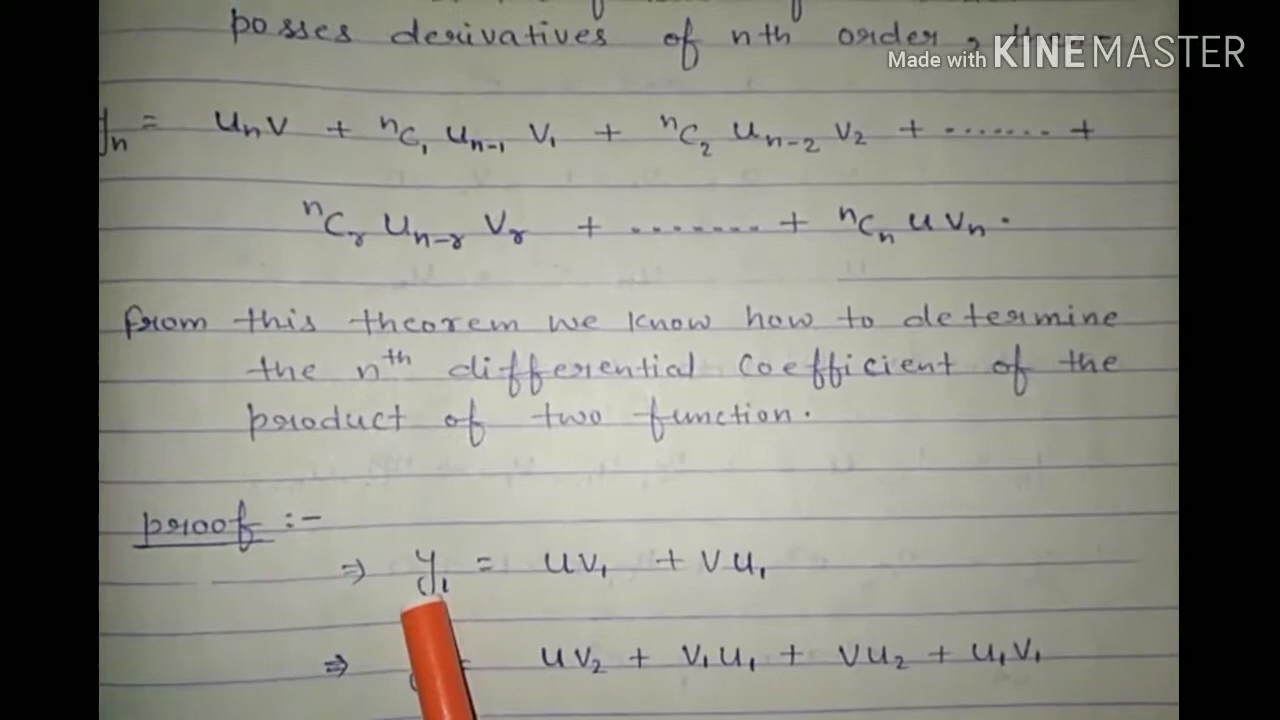 posses derivatives of nth order,
Made with KINEMASTER
yₙ = uₙv + ⁿC₁ uₙ₋₁ v₁ + ⁿC₂ uₙ₋₂ v₂ + ....... +
ⁿCᵣ uₙ₋ᵣ vᵣ + ....... + ⁿCₙ u vₙ .
from this theorem we know how to determine
the nᵗʰ differential coefficient of the
product of two function.
proof :-
⇒ y₁ = uv₁ + vu₁
⇒ uv₂ + v₁u₁ + vu₂ + u₁v₁